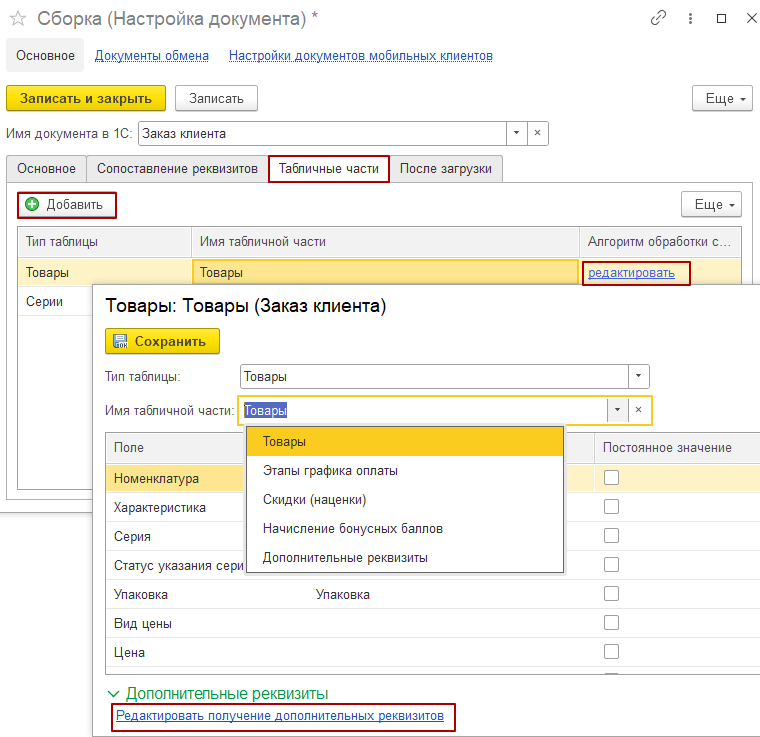 Сборка (Настройка документа) *
Основное Документы обмена Настройки документов мобильных клиентов
Записать и закрыть Записать Еще
Имя документа в 1С: Заказ клиента
Основное Сопоставление реквизитов Табличные части После загрузки
Добавить Еще
Тип таблицы Имя табличной части Алгоритм обработки с...
Товары Товары редактировать
Серии
Товары: Товары (Заказ клиента)
Сохранить
Тип таблицы: Товары
Имя табличной части: Товары
Поле Постоянное значение
Товары
Номенклатура
Этапы графика оплаты
Характеристика
Скидки (наценки)
Серия
Начисление бонусных баллов
Статус указания сери
Дополнительные реквизиты
Упаковка Упаковка
Вид цены
Цена
Дополнительные реквизиты
Редактировать получение дополнительных реквизитов